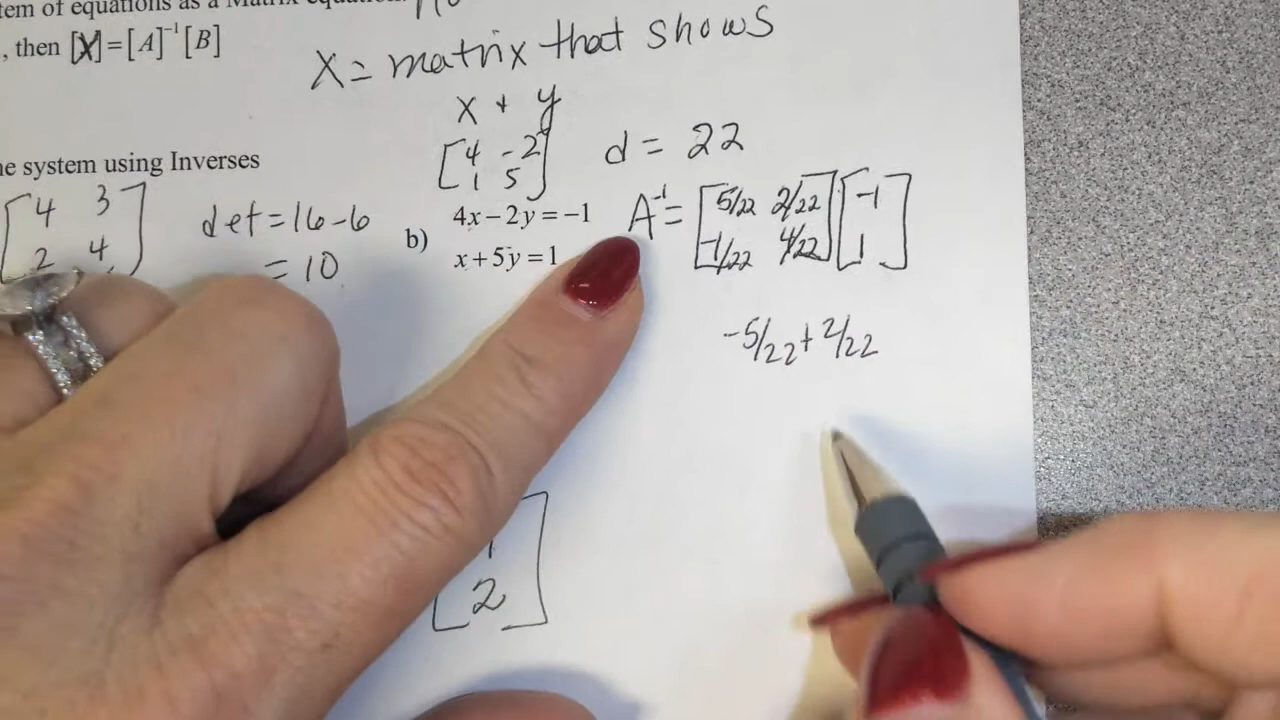 tem of equations as a Matrix
, then [X] = [A]⁻¹ [B]
X = matrix that shows
x + y
[4 -2
1 5]
d = 22
he system using Inverses
[4 3
2 4]
det = 16-6
= 10
b) 4x − 2y = −1
x + 5y = 1
A⁻¹ = [5/22 2/22
-1/22 4/22] [-1
1]
-5/22 + 2/22
2